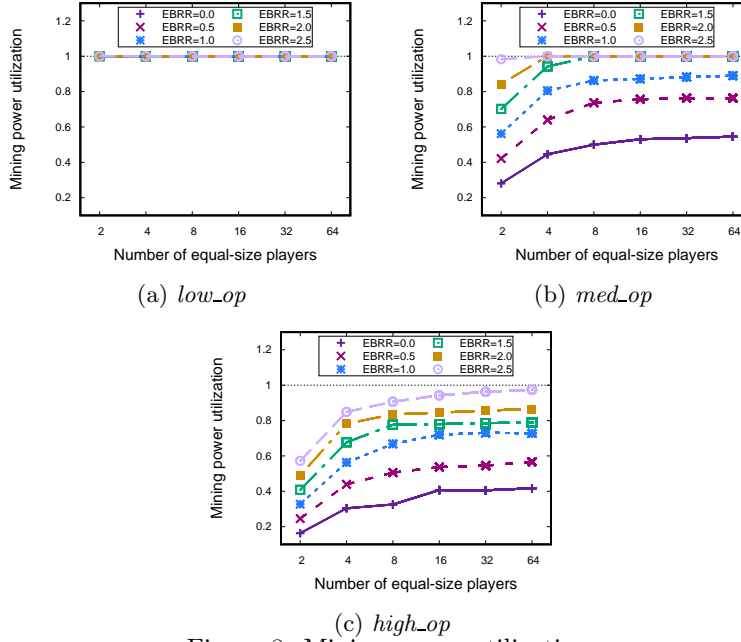 EBRR=0.0 EBRR=1.5
EBRR=0.5 EBRR=2.0
EBRR=1.0 EBRR=2.5
Mining power utilization
1.2
1
0.8
0.6
0.4
0.2
2 4 8 16 32 64
Number of equal-size players
(a) low_op
EBRR=0.0 EBRR=1.5
EBRR=0.5 EBRR=2.0
EBRR=1.0 EBRR=2.5
Mining power utilization
1.2
1
0.8
0.6
0.4
0.2
2 4 8 16 32 64
Number of equal-size players
(b) med_op
EBRR=0.0 EBRR=1.5
EBRR=0.5 EBRR=2.0
EBRR=1.0 EBRR=2.5
Mining power utilization
1.2
1
0.8
0.6
0.4
0.2
2 4 8 16 32 64
Number of equal-size players
(c) high_op